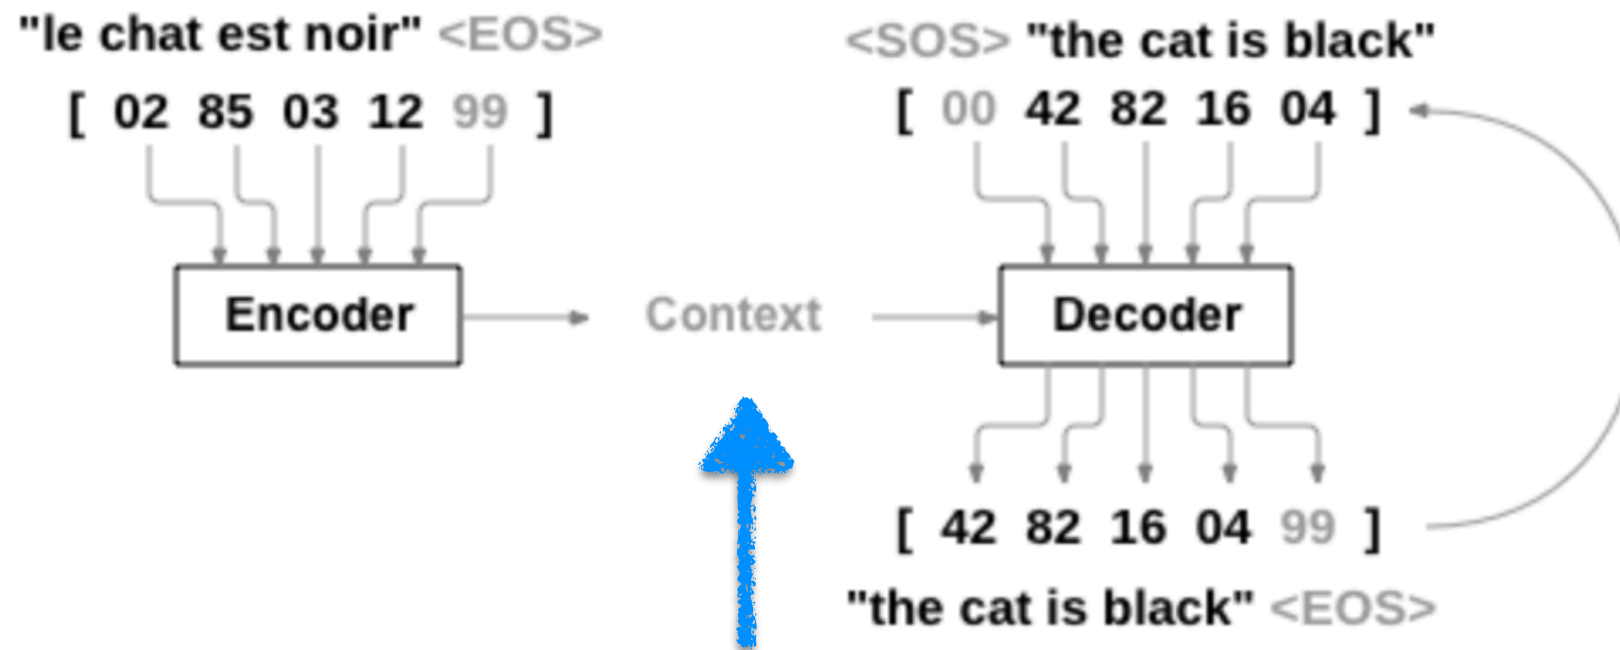 "le chat est noir" <EOS>
[ 02 85 03 12 99 ]
<SOS> "the cat is black"
[ 00 42 82 16 04 ]
Encoder
Context
Decoder
[ 42 82 16 04 99 ]
"the cat is black" <EOS>